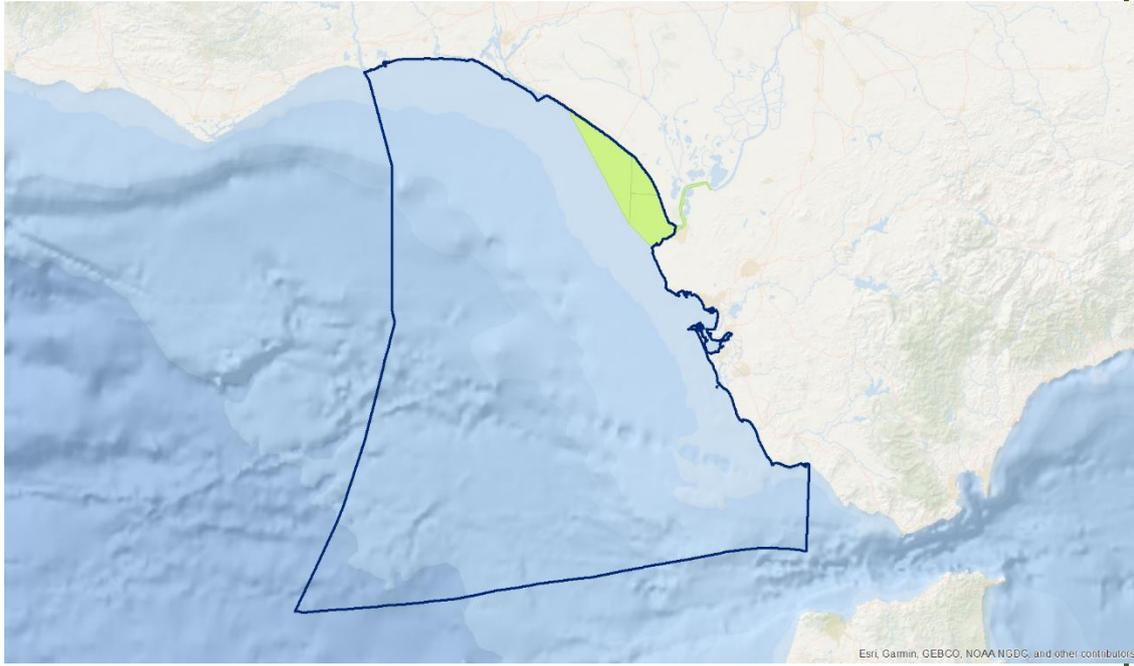 Esri, Garmin, GEBCO, NOAA NGDC, and other contributors